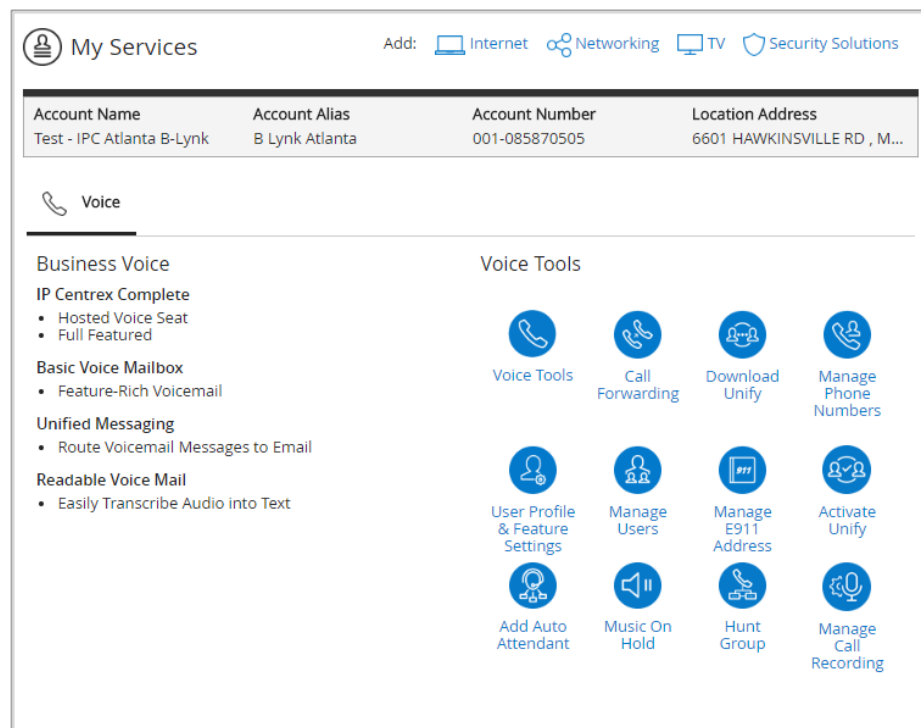 My Services
Add: Internet Networking TV Security Solutions
Account Name Account Alias Account Number Location Address
Test - IPC Atlanta B-Lynk B Lynk Atlanta 001-085870505 6601 HAWKINSVILLE RD , M...
Voice
Business Voice
IP Centrex Complete
• Hosted Voice Seat
• Full Featured
Basic Voice Mailbox
• Feature-Rich Voicemail
Unified Messaging
• Route Voicemail Messages to Email
Readable Voice Mail
• Easily Transcribe Audio into Text
Voice Tools
Voice Tools
Call
Forwarding
Download
Unify
Manage
Phone
Numbers
User Profile
& Feature
Settings
Manage
Users
911
Manage
E911
Address
Activate
Unify
Add Auto
Attendant
Music On
Hold
Hunt
Group
Manage
Call
Recording